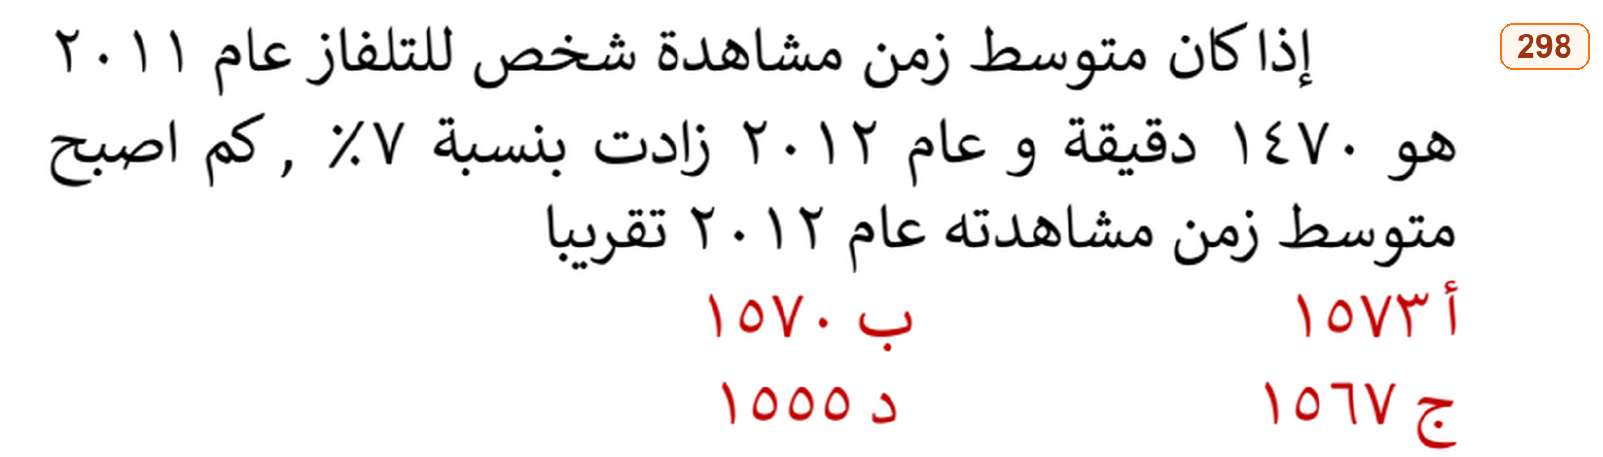 298
إذا كان متوسط زمن مشاهدة شخص للتلفاز عام ٢٠١١
هو ١٤٧٠ دقيقة و عام ٢٠١٢ زادت بنسبة ٧٪ , كم اصبح
متوسط زمن مشاهدته عام ٢٠١٢ تقريبا
أ ١٥٧٣ ب ١٥٧٠
ج ١٥٦٧ د ١٥٥٥